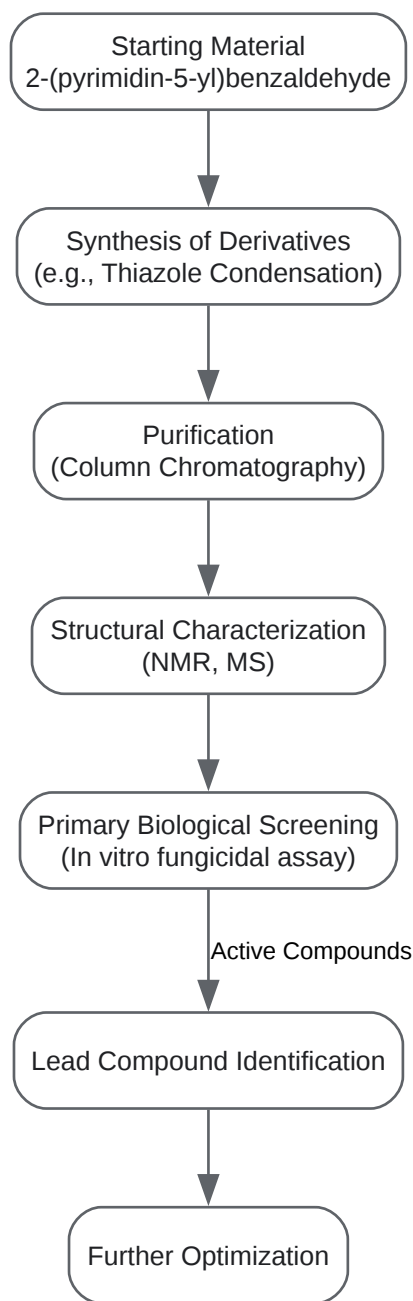 Starting Material
2-(pyrimidin-5-yl)benzaldehyde
Synthesis of Derivatives
(e.g., Thiazole Condensation)
Purification
(Column Chromatography)
Structural Characterization
(NMR, MS)
Primary Biological Screening
(In vitro fungicidal assay)
Active Compounds
Lead Compound Identification
Further Optimization